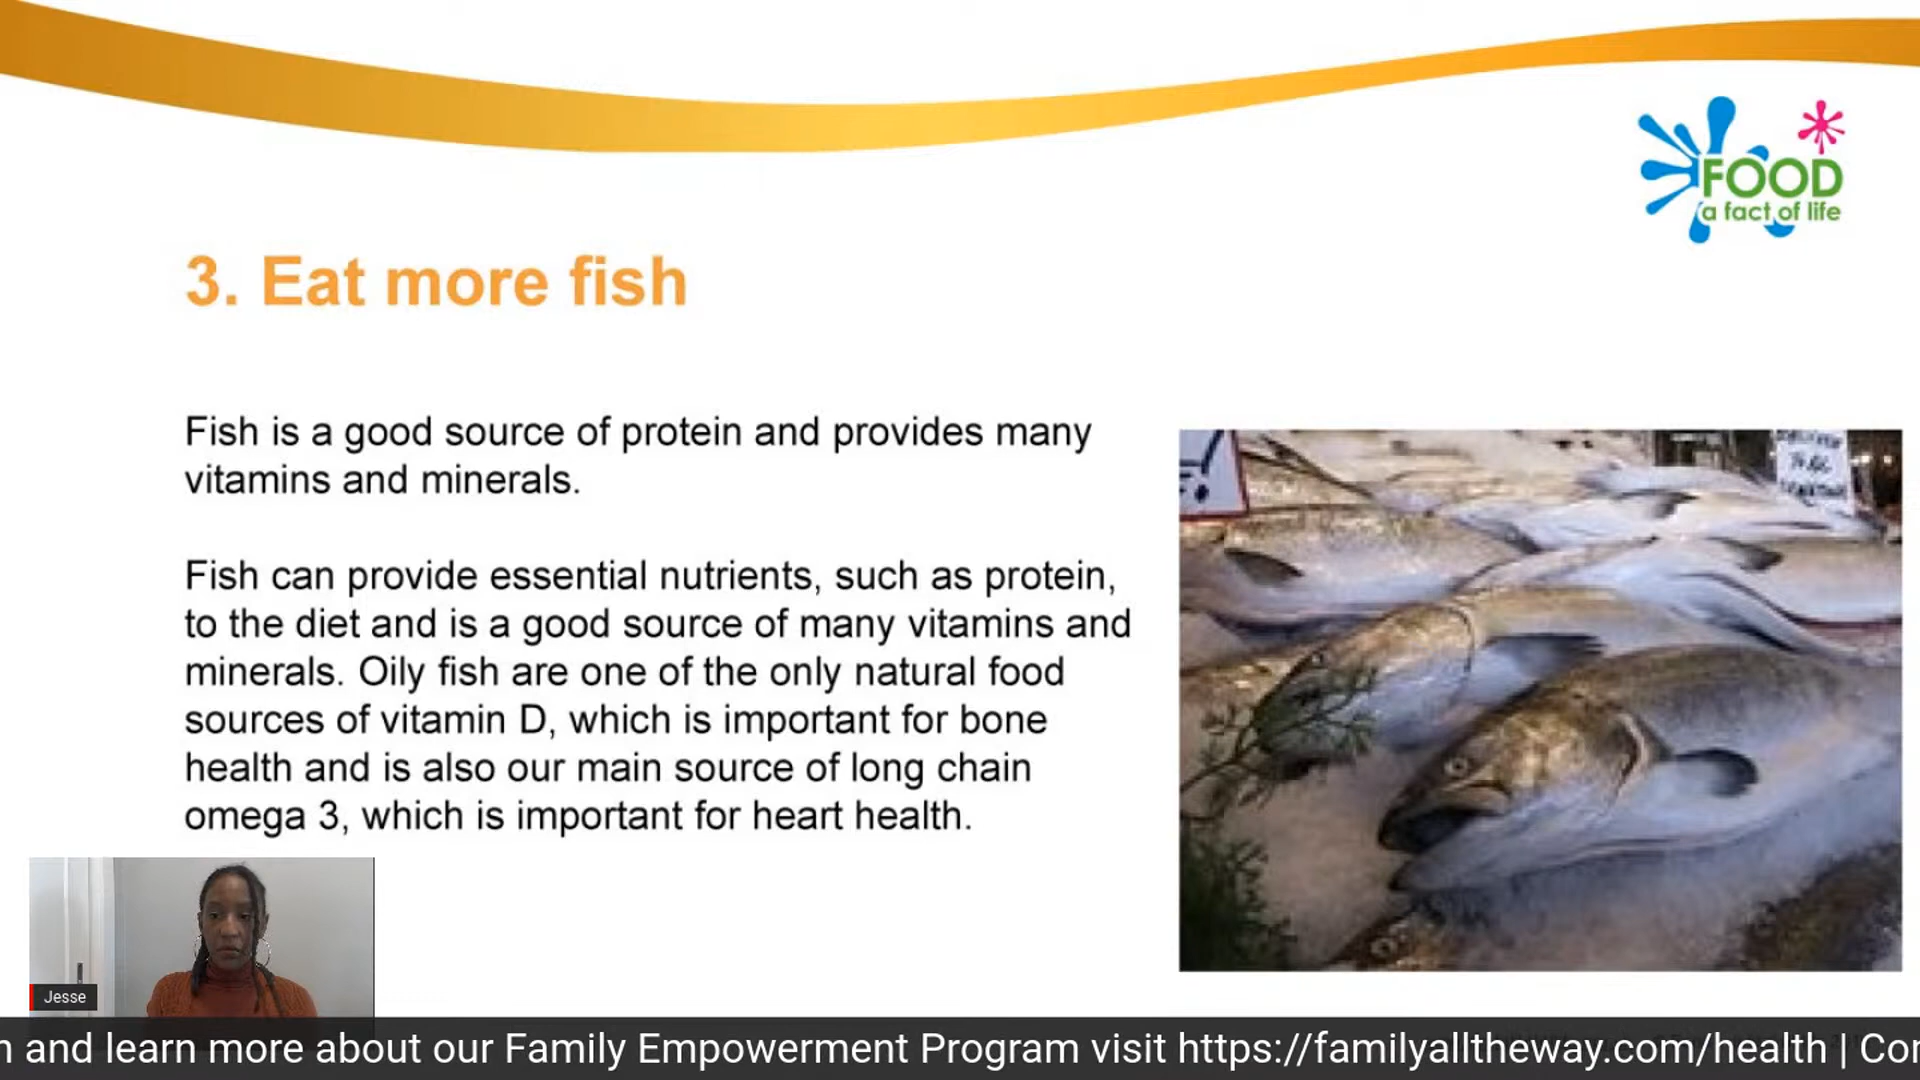 FOOD
a fact of life
3. Eat more fish
Fish is a good source of protein and provides many
vitamins and minerals.
Fish can provide essential nutrients, such as protein,
to the diet and is a good source of many vitamins and
minerals. Oily fish are one of the only natural food
sources of vitamin D, which is important for bone
health and is also our main source of long chain
omega 3, which is important for heart health.
Jesse
n and learn more about our Family Empowerment Program visit https://familyalltheway.com/health | Con